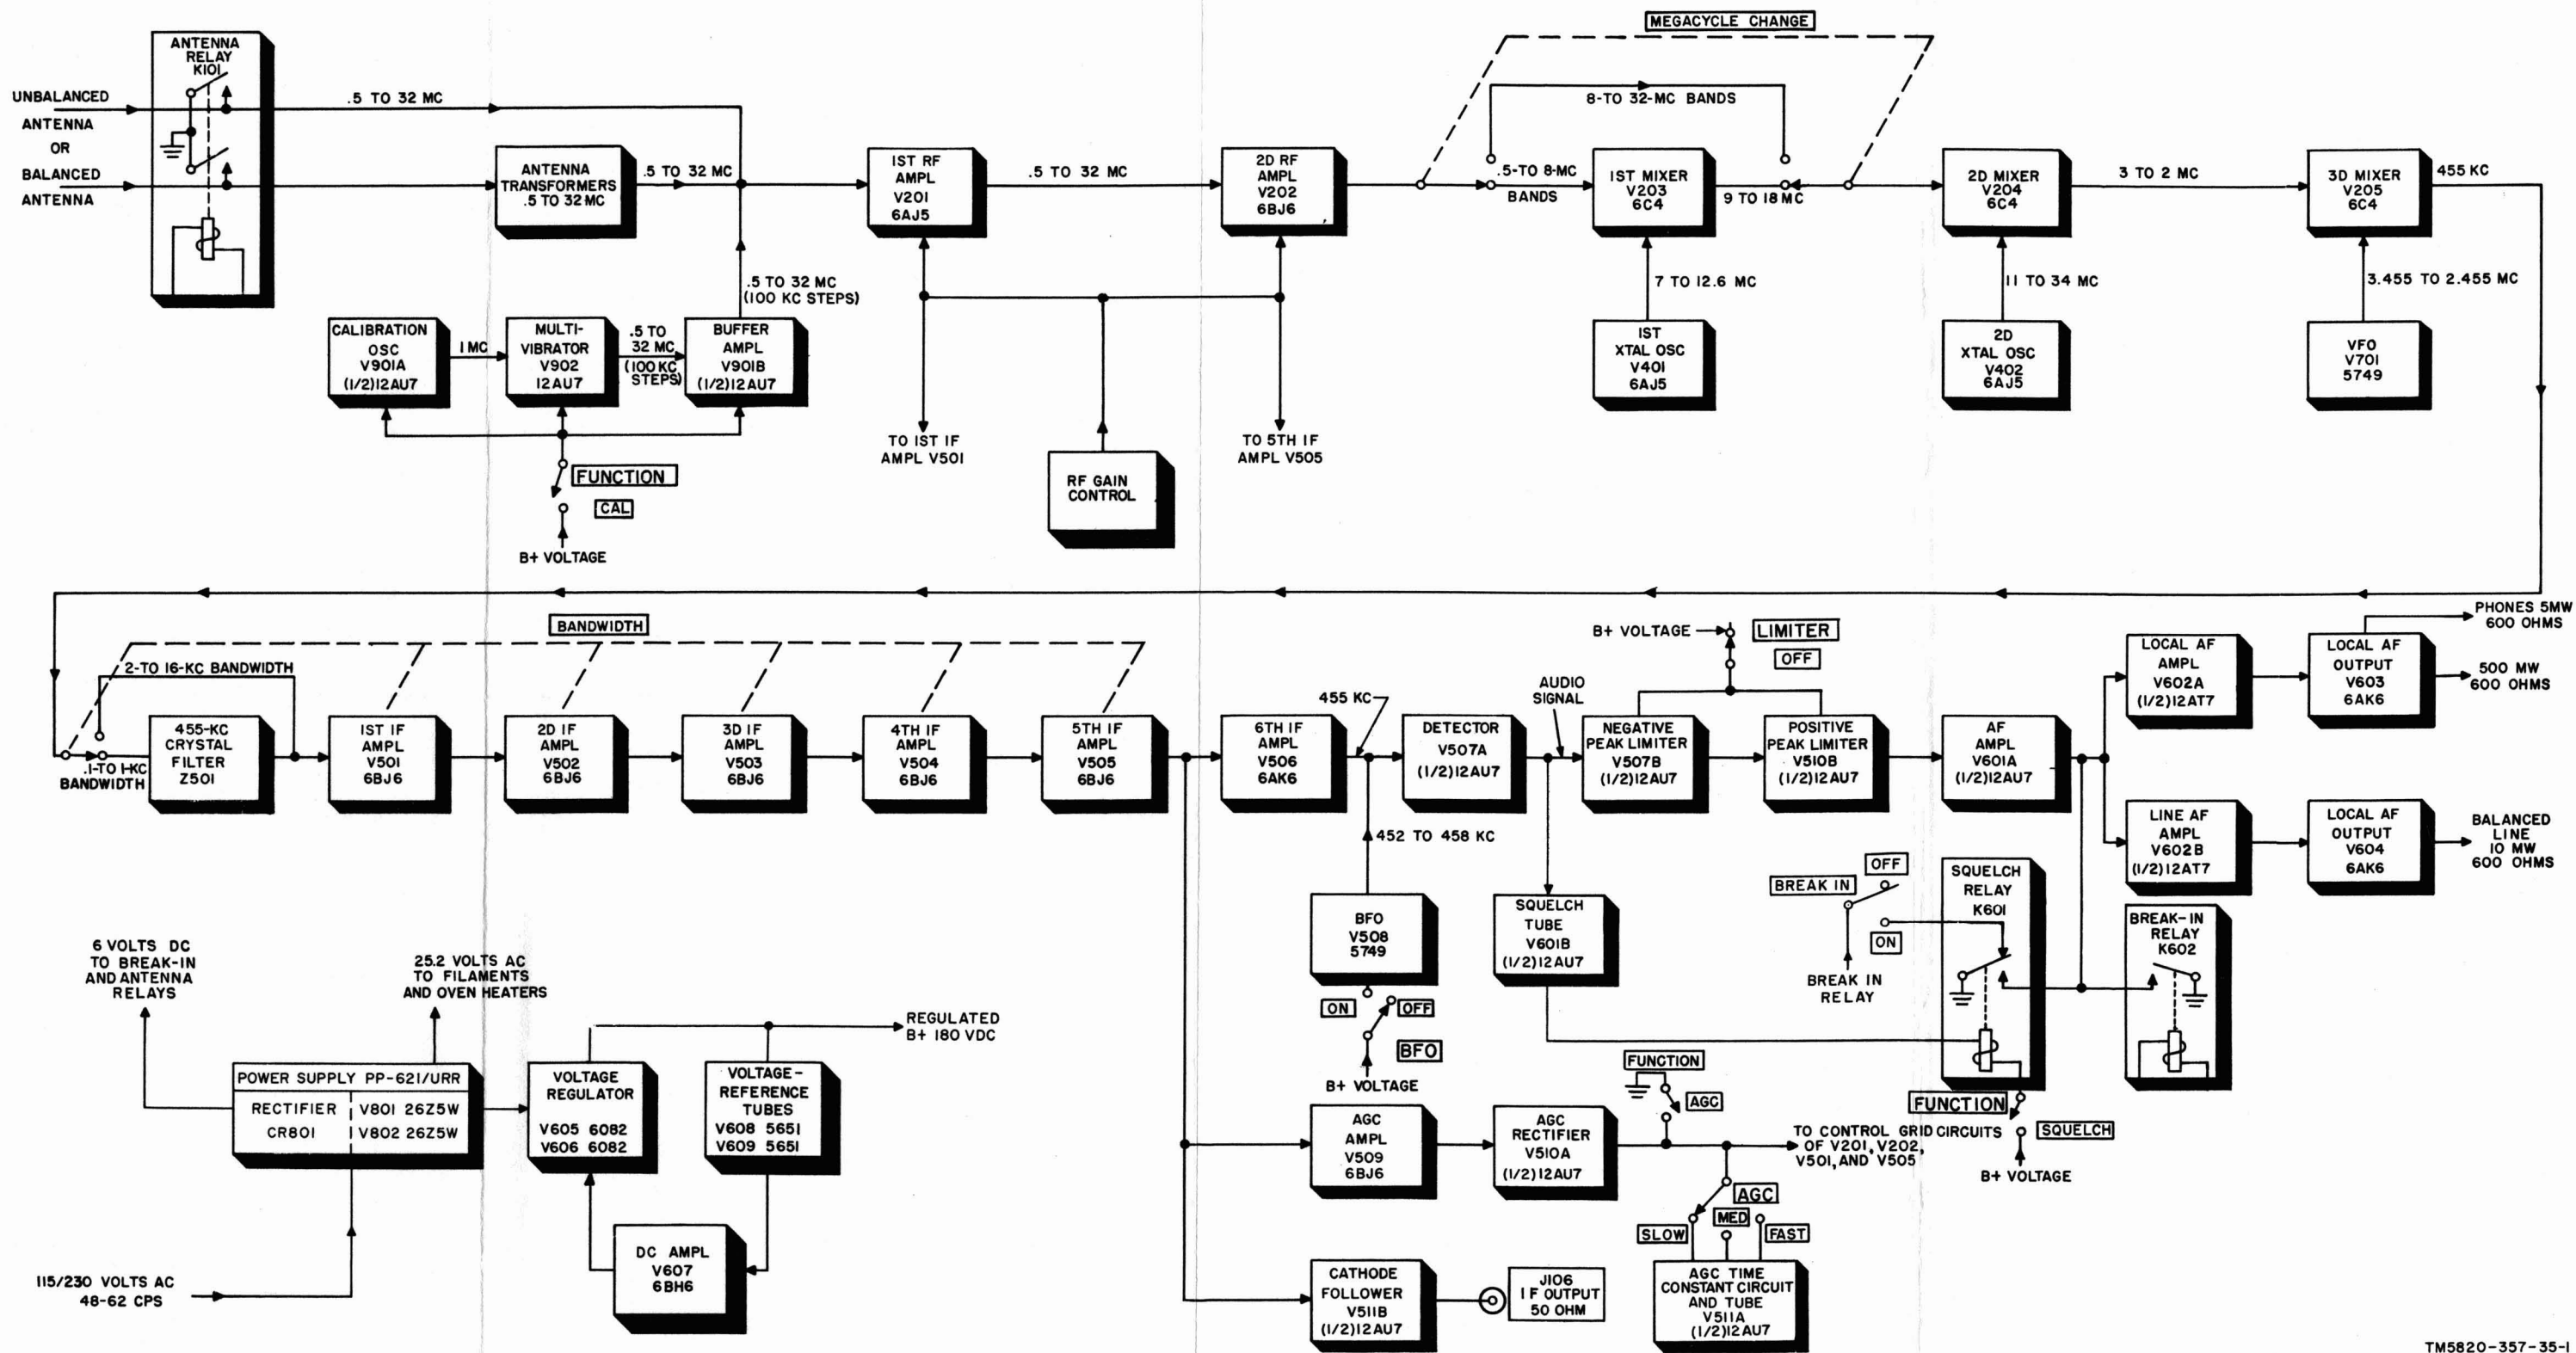 MEGACYCLE CHANGE
ANTENNA
RELAY
K101
UNBALANCED
ANTENNA
OR
BALANCED
ANTENNA
.5 TO 32 MC
8-TO 32-MC BANDS
ANTENNA
TRANSFORMERS
.5 TO 32 MC
.5 TO 32 MC
1ST RF
AMPL
V201
6AJ5
.5 TO 32 MC
2D RF
AMPL
V202
6BJ6
.5-TO 8-MC
BANDS
1ST MIXER
V203
6C4
9 TO 18 MC
2D MIXER
V204
6C4
3 TO 2 MC
3D MIXER
V205
6C4
455 KC
.5 TO 32 MC
(100 KC STEPS)
7 TO 12.6 MC
11 TO 34 MC
3.455 TO 2.455 MC
CALIBRATION
OSC
V901A
(1/2)12AU7
1 MC
MULTI-
VIBRATOR
V902
12AU7
.5 TO
32 MC
(100 KC
STEPS)
BUFFER
AMPL
V901B
(1/2)12AU7
1ST
XTAL OSC
V401
6AJ5
2D
XTAL OSC
V402
6AJ5
VFO
V701
5749
TO 1ST IF
AMPL V501
RF GAIN
CONTROL
TO 5TH IF
AMPL V505
FUNCTION
CAL
B+ VOLTAGE
BANDWIDTH
2-TO 16-KC BANDWIDTH
.1-TO 1-KC
BANDWIDTH
455-KC
CRYSTAL
FILTER
Z501
1ST IF
AMPL
V501
6BJ6
2D IF
AMPL
V502
6BJ6
3D IF
AMPL
V503
6BJ6
4TH IF
AMPL
V504
6BJ6
5TH IF
AMPL
V505
6BJ6
6TH IF
AMPL
V506
6AK6
455 KC
DETECTOR
V507A
(1/2)12AU7
AUDIO
SIGNAL
B+ VOLTAGE
LIMITER
OFF
NEGATIVE
PEAK LIMITER
V507B
(1/2)12AU7
POSITIVE
PEAK LIMITER
V510B
(1/2)12AU7
AF
AMPL
V601A
(1/2)12AU7
LOCAL AF
AMPL
V602A
(1/2)12AT7
LOCAL AF
OUTPUT
V603
6AK6
PHONES 5MW
600 OHMS
500 MW
600 OHMS
LINE AF
AMPL
V602B
(1/2)12AT7
LOCAL AF
OUTPUT
V604
6AK6
BALANCED
LINE
10 MW
600 OHMS
452 TO 458 KC
BFO
V508
5749
ON
OFF
BFO
B+ VOLTAGE
SQUELCH
TUBE
V601B
(1/2)12AU7
OFF
BREAK IN
ON
BREAK IN
RELAY
SQUELCH
RELAY
K601
BREAK-IN
RELAY
K602
FUNCTION
SQUELCH
B+ VOLTAGE
6 VOLTS DC
TO BREAK-IN
AND ANTENNA
RELAYS
25.2 VOLTS AC
TO FILAMENTS
AND OVEN HEATERS
REGULATED
B+ 180 VDC
POWER SUPPLY PP-621/URR
RECTIFIER
CR801
V801 26Z5W
V802 26Z5W
VOLTAGE
REGULATOR
V605 6082
V606 6082
VOLTAGE-
REFERENCE
TUBES
V608 5651
V609 5651
DC AMPL
V607
6BH6
115/230 VOLTS AC
48-62 CPS
AGC
AMPL
V509
6BJ6
AGC
RECTIFIER
V510A
(1/2)12AU7
FUNCTION
AGC
TO CONTROL GRID CIRCUITS
OF V201, V202,
V501, AND V505
AGC
SLOW
MED
FAST
CATHODE
FOLLOWER
V511B
(1/2)12AU7
J106
IF OUTPUT
50 OHM
AGC TIME
CONSTANT CIRCUIT
AND TUBE
V511A
(1/2)12AU7
TM5820-357-35-1